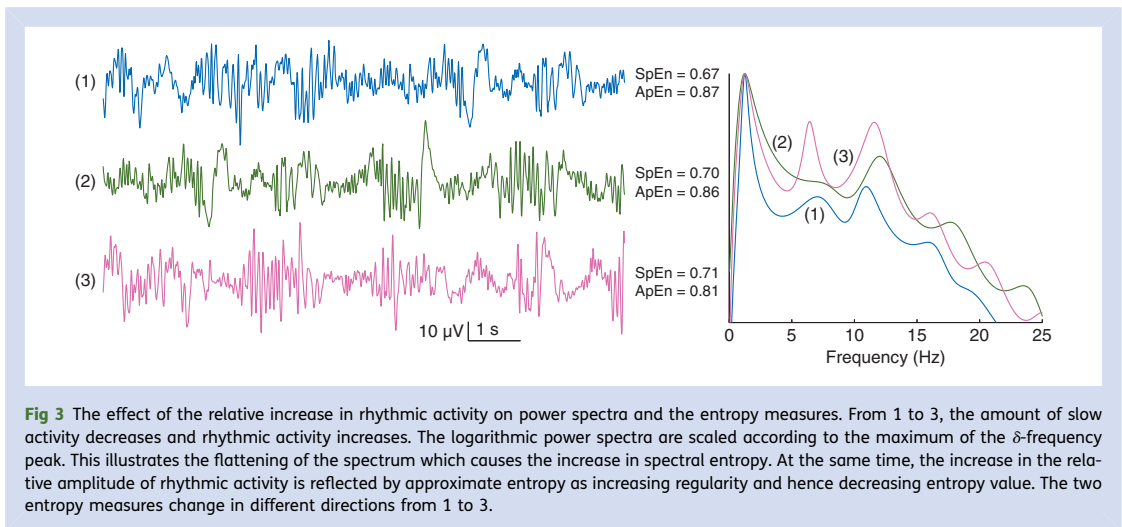 (1)
SpEn = 0.67
ApEn = 0.87
(2)
SpEn = 0.70
ApEn = 0.86
(3)
SpEn = 0.71
ApEn = 0.81
10 μV 1 s
(2)
(3)
(1)
0 5 10 15 20 25
Frequency (Hz)
Fig 3 The effect of the relative increase in rhythmic activity on power spectra and the entropy measures. From 1 to 3, the amount of slow
activity decreases and rhythmic activity increases. The logarithmic power spectra are scaled according to the maximum of the δ-frequency
peak. This illustrates the flattening of the spectrum which causes the increase in spectral entropy. At the same time, the increase in the rela-
tive amplitude of rhythmic activity is reflected by approximate entropy as increasing regularity and hence decreasing entropy value. The two
entropy measures change in different directions from 1 to 3.